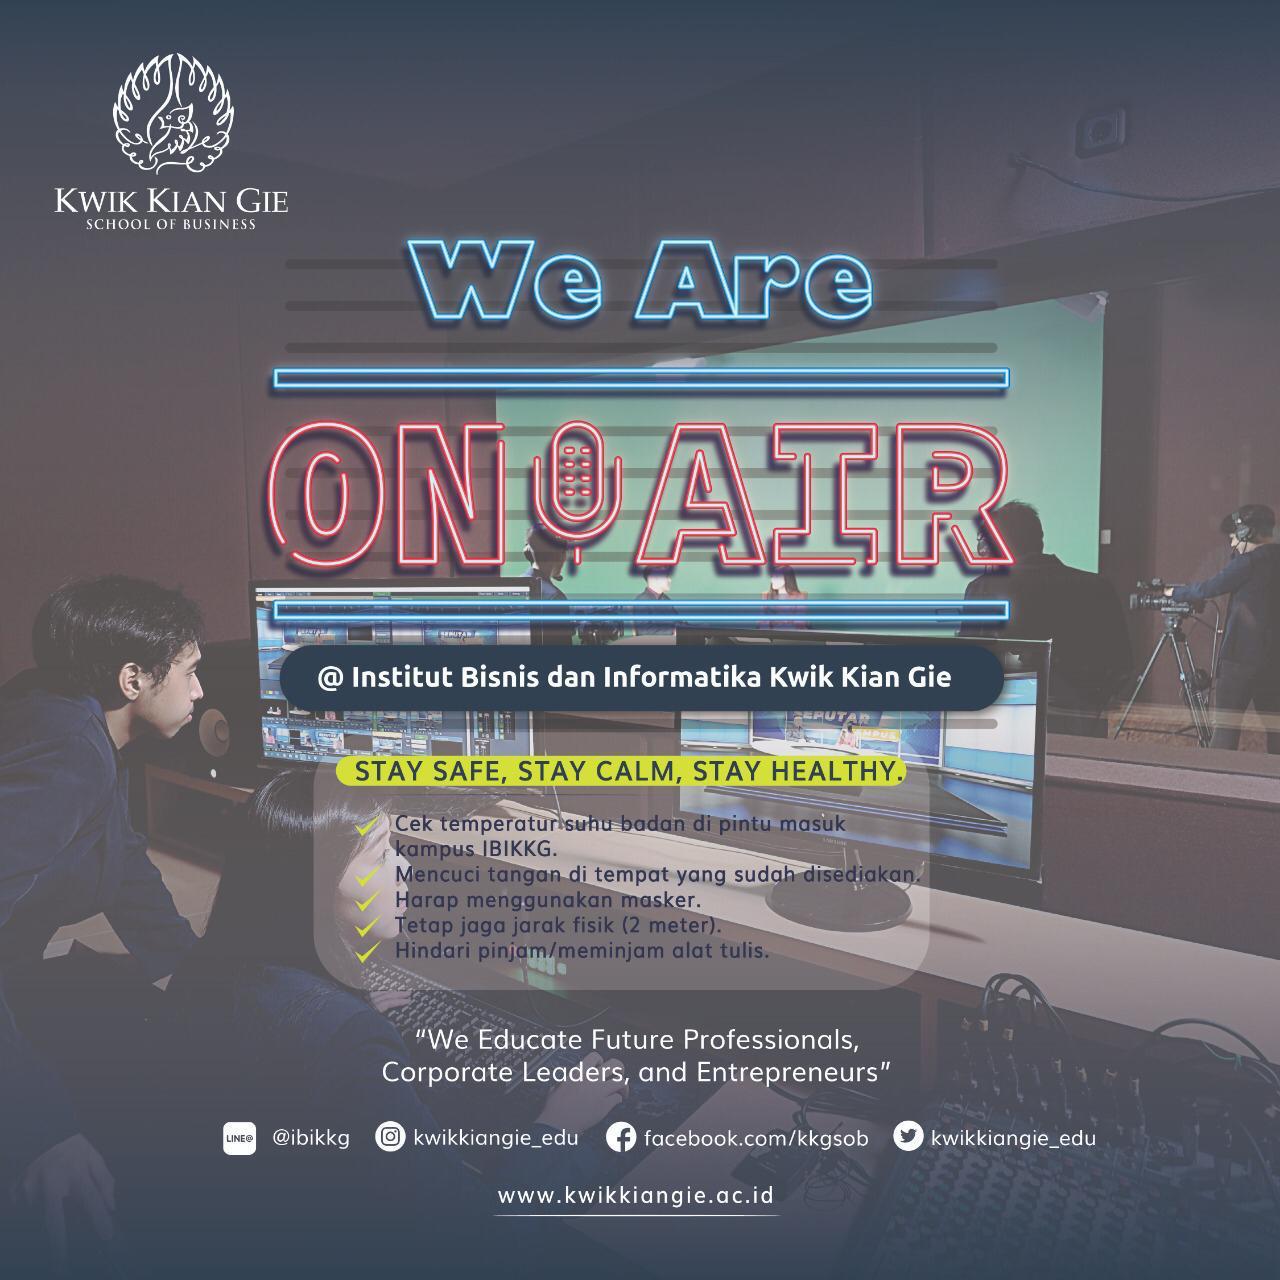 KWIK KIAN GIE
SCHOOL OF BUSINESS
We Are
ON AIR
@ Institut Bisnis dan Informatika Kwik Kian Gie
STAY SAFE, STAY CALM, STAY HEALTHY.
Cek temperatur suhu badan di pintu masuk
kampus IBIKKG.
Mencuci tangan di tempat yang sudah disediakan.
Harap menggunakan masker.
Tetap jaga jarak fisik (2 meter).
Hindari pinjam/meminjam alat tulis.
“We Educate Future Professionals,
Corporate Leaders, and Entrepreneurs”
LINE@ @ibikkg kwikkiangie_edu facebook.com/kkgsob kwikkiangie_edu
www.kwikkiangie.ac.id